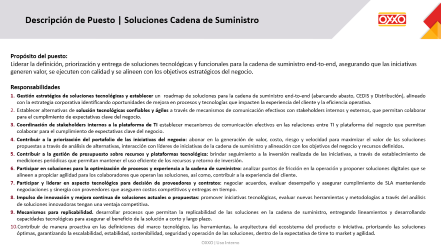 Descripción de Puesto | Soluciones Cadena de Suministro
OXXO
Propósito del puesto:
Liderar la definición, priorización y entrega de soluciones tecnológicas y funcionales para la cadena de suministro end-to-end, asegurando que las iniciativas
generen valor, se ejecuten con calidad y se alineen con los objetivos estratégicos del negocio.
Responsabilidades
1. Gestión estratégica de soluciones tecnológicas y establecer un roadmap de soluciones para la cadena de suministro end-to-end (abarcando abasto, CEDIS y Distribución), alineado
con la estrategia corporativa identificando oportunidades de mejora en procesos y tecnologías que impacten la experiencia del cliente y la eficiencia operativa.
2. Establecer alternativas de solución tecnológicas confiables y ágiles a través de mecanismos de comunicación efectivos con stakeholders internos y externos, que permitan colaborar
para el cumplimiento de expectativas clave del negocio.
3. Coordinación de stakeholders internos a la plataforma de TI establecer mecanismos de comunicación efectivos en las relaciones entre TI y plataforma del negocio que permitan
colaborar para el cumplimiento de expectativas clave del negocio.
4. Contribuir a la priorización del portafolio de las iniciativas del negocio: abonar en la generación de valor, costo, riesgo y velocidad para maximizar el valor de las soluciones
propuestas a través de análisis de alternativas, interacción con líderes de iniciativas de la cadena de suministro y alineación con los objetivos del negocio y recursos definidos.
5. Contribuir a la gestión de presupuesto sobre recursos y plataformas tecnológicas: brindar seguimiento a la inversión realizada de las iniciativas, a través de establecimiento de
mediciones periódicas que permitan mantener el uso eficiente de los recursos y retorno de inversión.
6. Participar en soluciones para la optimización de procesos y experiencia a la cadena de suministro: analizar puntos de fricción en la operación y proponer soluciones digitales que se
alineen a propiciar agilidad para los colaboradores que operan las soluciones, así como, contribuir a la experiencia del cliente.
7. Participar y liderar en aspecto tecnológico para decisión de proveedores y contratos: negociar acuerdos, evaluar desempeño y asegurar cumplimiento de SLA manteniendo
negociaciones y sinergia con proveedores que aseguren costos competitivos y entregas en tiempo.
8. Impulso de innovación y mejora continua de soluciones actuales o propuestas: promover iniciativas tecnológicas, evaluar nuevas herramientas y metodologías a través del análisis
de soluciones innovadoras tengan una ventaja competitiva.
9. Mecanismos para replicabilidad. desarrollar procesos que permitan la replicabilidad de las soluciones en la cadena de suministro, entregando lineamientos y desarrollando
capacidades tecnológicas para asegurar el beneficio de la solución a corto y largo plazo.
10. Contribuir de manera proactiva en las definiciones del marco tecnológico, las herramientas, la arquitectura del ecosistema del producto o iniciativa, priorizando las soluciones
óptimas, garantizando la escalabilidad, estabilidad, sostenibilidad, seguridad y operación de las soluciones, dentro de la expectativa de time to market y agilidad.
OXXO | Uso Interno